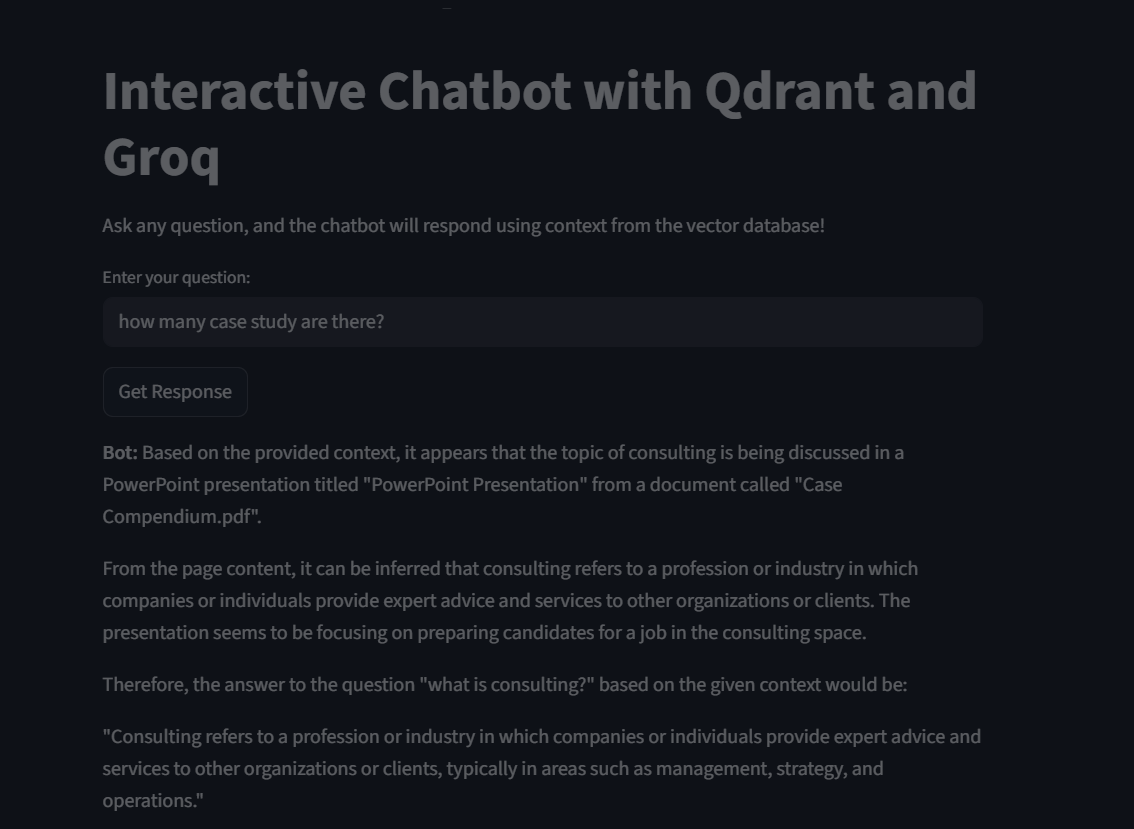 Interactive Chatbot with Qdrant and
Groq
Ask any question, and the chatbot will respond using context from the vector database!
Enter your question:
how many case study are there?
Get Response
Bot: Based on the provided context, it appears that the topic of consulting is being discussed in a
PowerPoint presentation titled "PowerPoint Presentation" from a document called "Case
Compendium.pdf".
From the page content, it can be inferred that consulting refers to a profession or industry in which
companies or individuals provide expert advice and services to other organizations or clients. The
presentation seems to be focusing on preparing candidates for a job in the consulting space.
Therefore, the answer to the question "what is consulting?" based on the given context would be:
"Consulting refers to a profession or industry in which companies or individuals provide expert advice and
services to other organizations or clients, typically in areas such as management, strategy, and
operations."